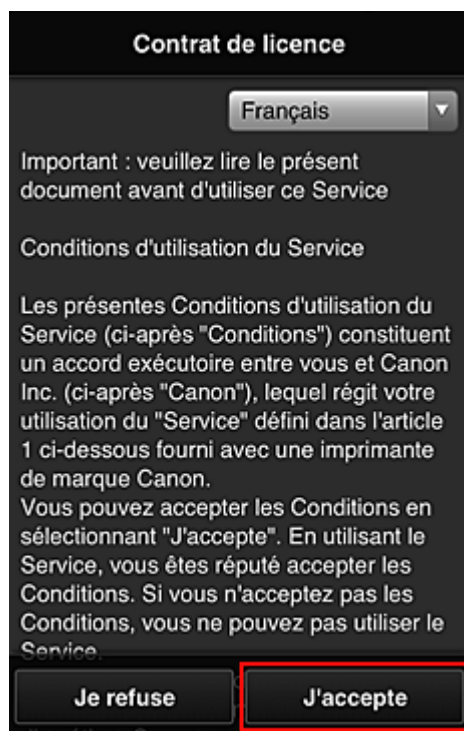 Contrat de licence
Français
Important : veuillez lire le présent
document avant d'utiliser ce Service
Conditions d'utilisation du Service
Les présentes Conditions d'utilisation du
Service (ci-après "Conditions") constituent
un accord exécutoire entre vous et Canon
Inc. (ci-après "Canon"), lequel régit votre
utilisation du "Service" défini dans l'article
1 ci-dessous fourni avec une imprimante
de marque Canon.
Vous pouvez accepter les Conditions en
sélectionnant "J'accepte". En utilisant le
Service, vous êtes réputé accepter les
Conditions. Si vous n'acceptez pas les
Conditions, vous ne pouvez pas utiliser le
Service.
Je refuse
J'accepte